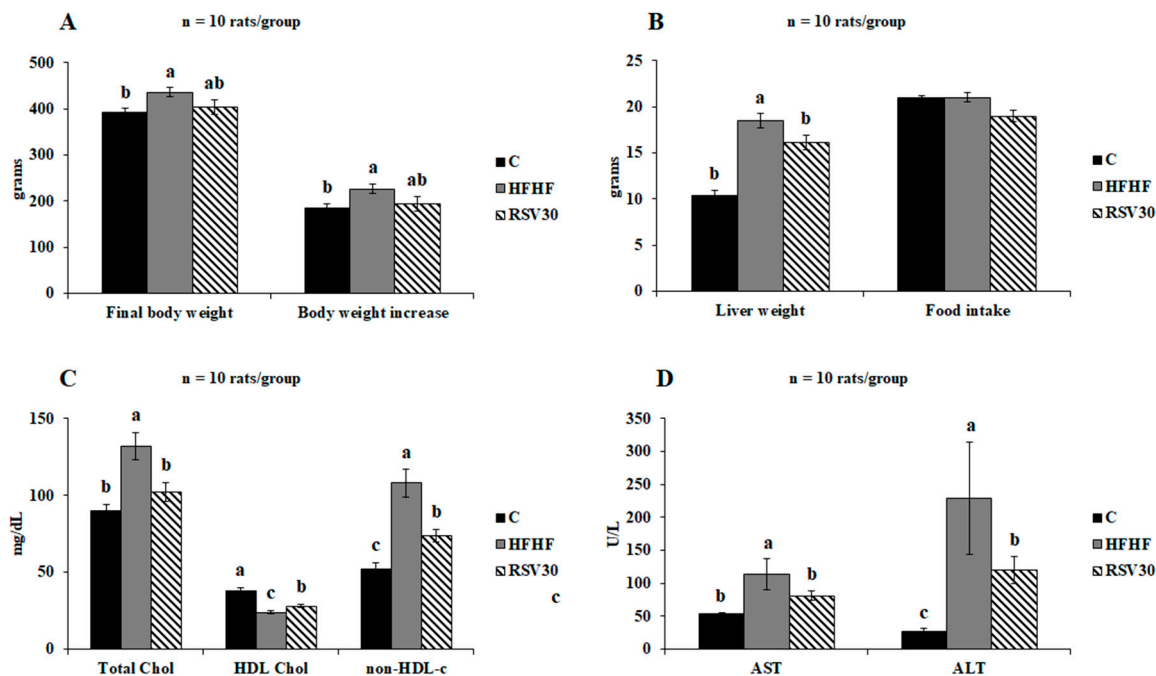 A n = 10 rats/group
500
400
300
200
100
0
grams
b a ab
b a ab
Final body weight Body weight increase
C
HFHF
RSV30
B n = 10 rats/group
25
20
15
10
5
0
grams
a b
Liver weight Food intake
C
HFHF
RSV30
C n = 10 rats/group
150
100
50
0
mg/dL
b a b
a c b
c a b
Total Chol HDL Chol non-HDL-c
C
HFHF
RSV30
c
D n = 10 rats/group
350
300
250
200
150
100
50
0
U/L
b a b
c a b
AST ALT
C
HFHF
RSV30